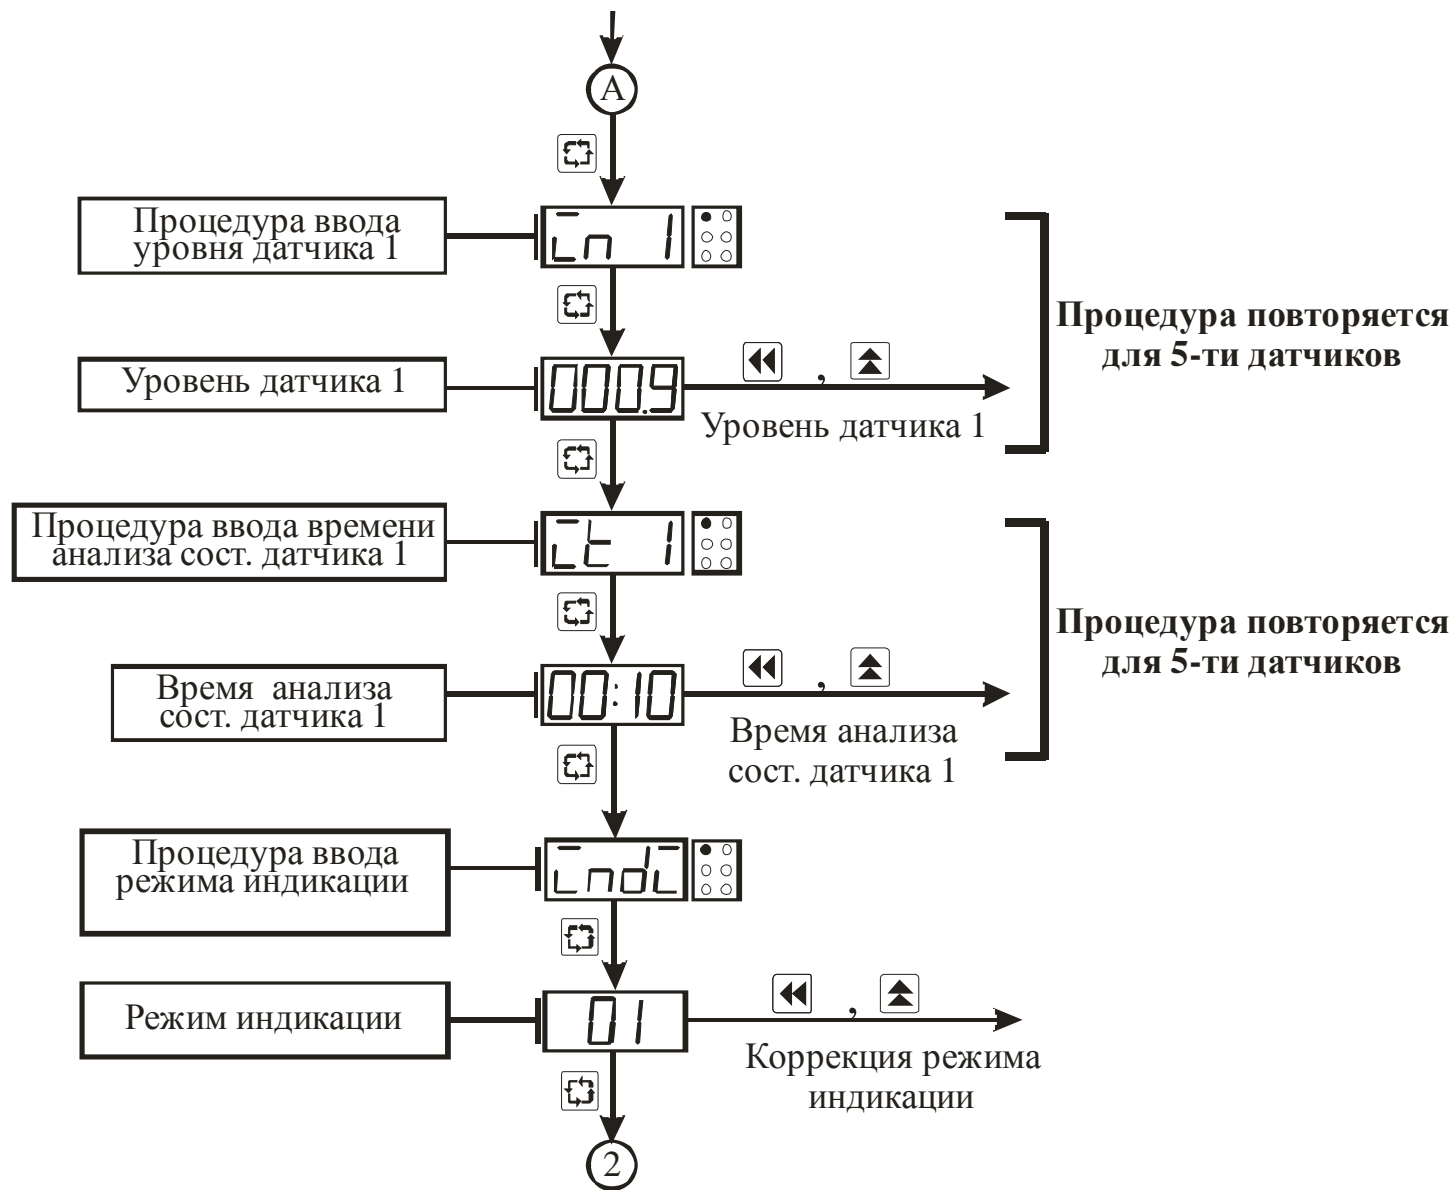 А
Процедура ввода
уровня датчика 1
īn 1
Процедура повторяется
для 5-ти датчиков
Уровень датчика 1
000.9
,
Уровень датчика 1
Процедура ввода времени
анализа сост. датчика 1
īt 1
Процедура повторяется
для 5-ти датчиков
Время анализа
сост. датчика 1
00:10
,
Время анализа
сост. датчика 1
Процедура ввода
режима индикации
īndī
Режим индикации
01
,
Коррекция режима
индикации
2